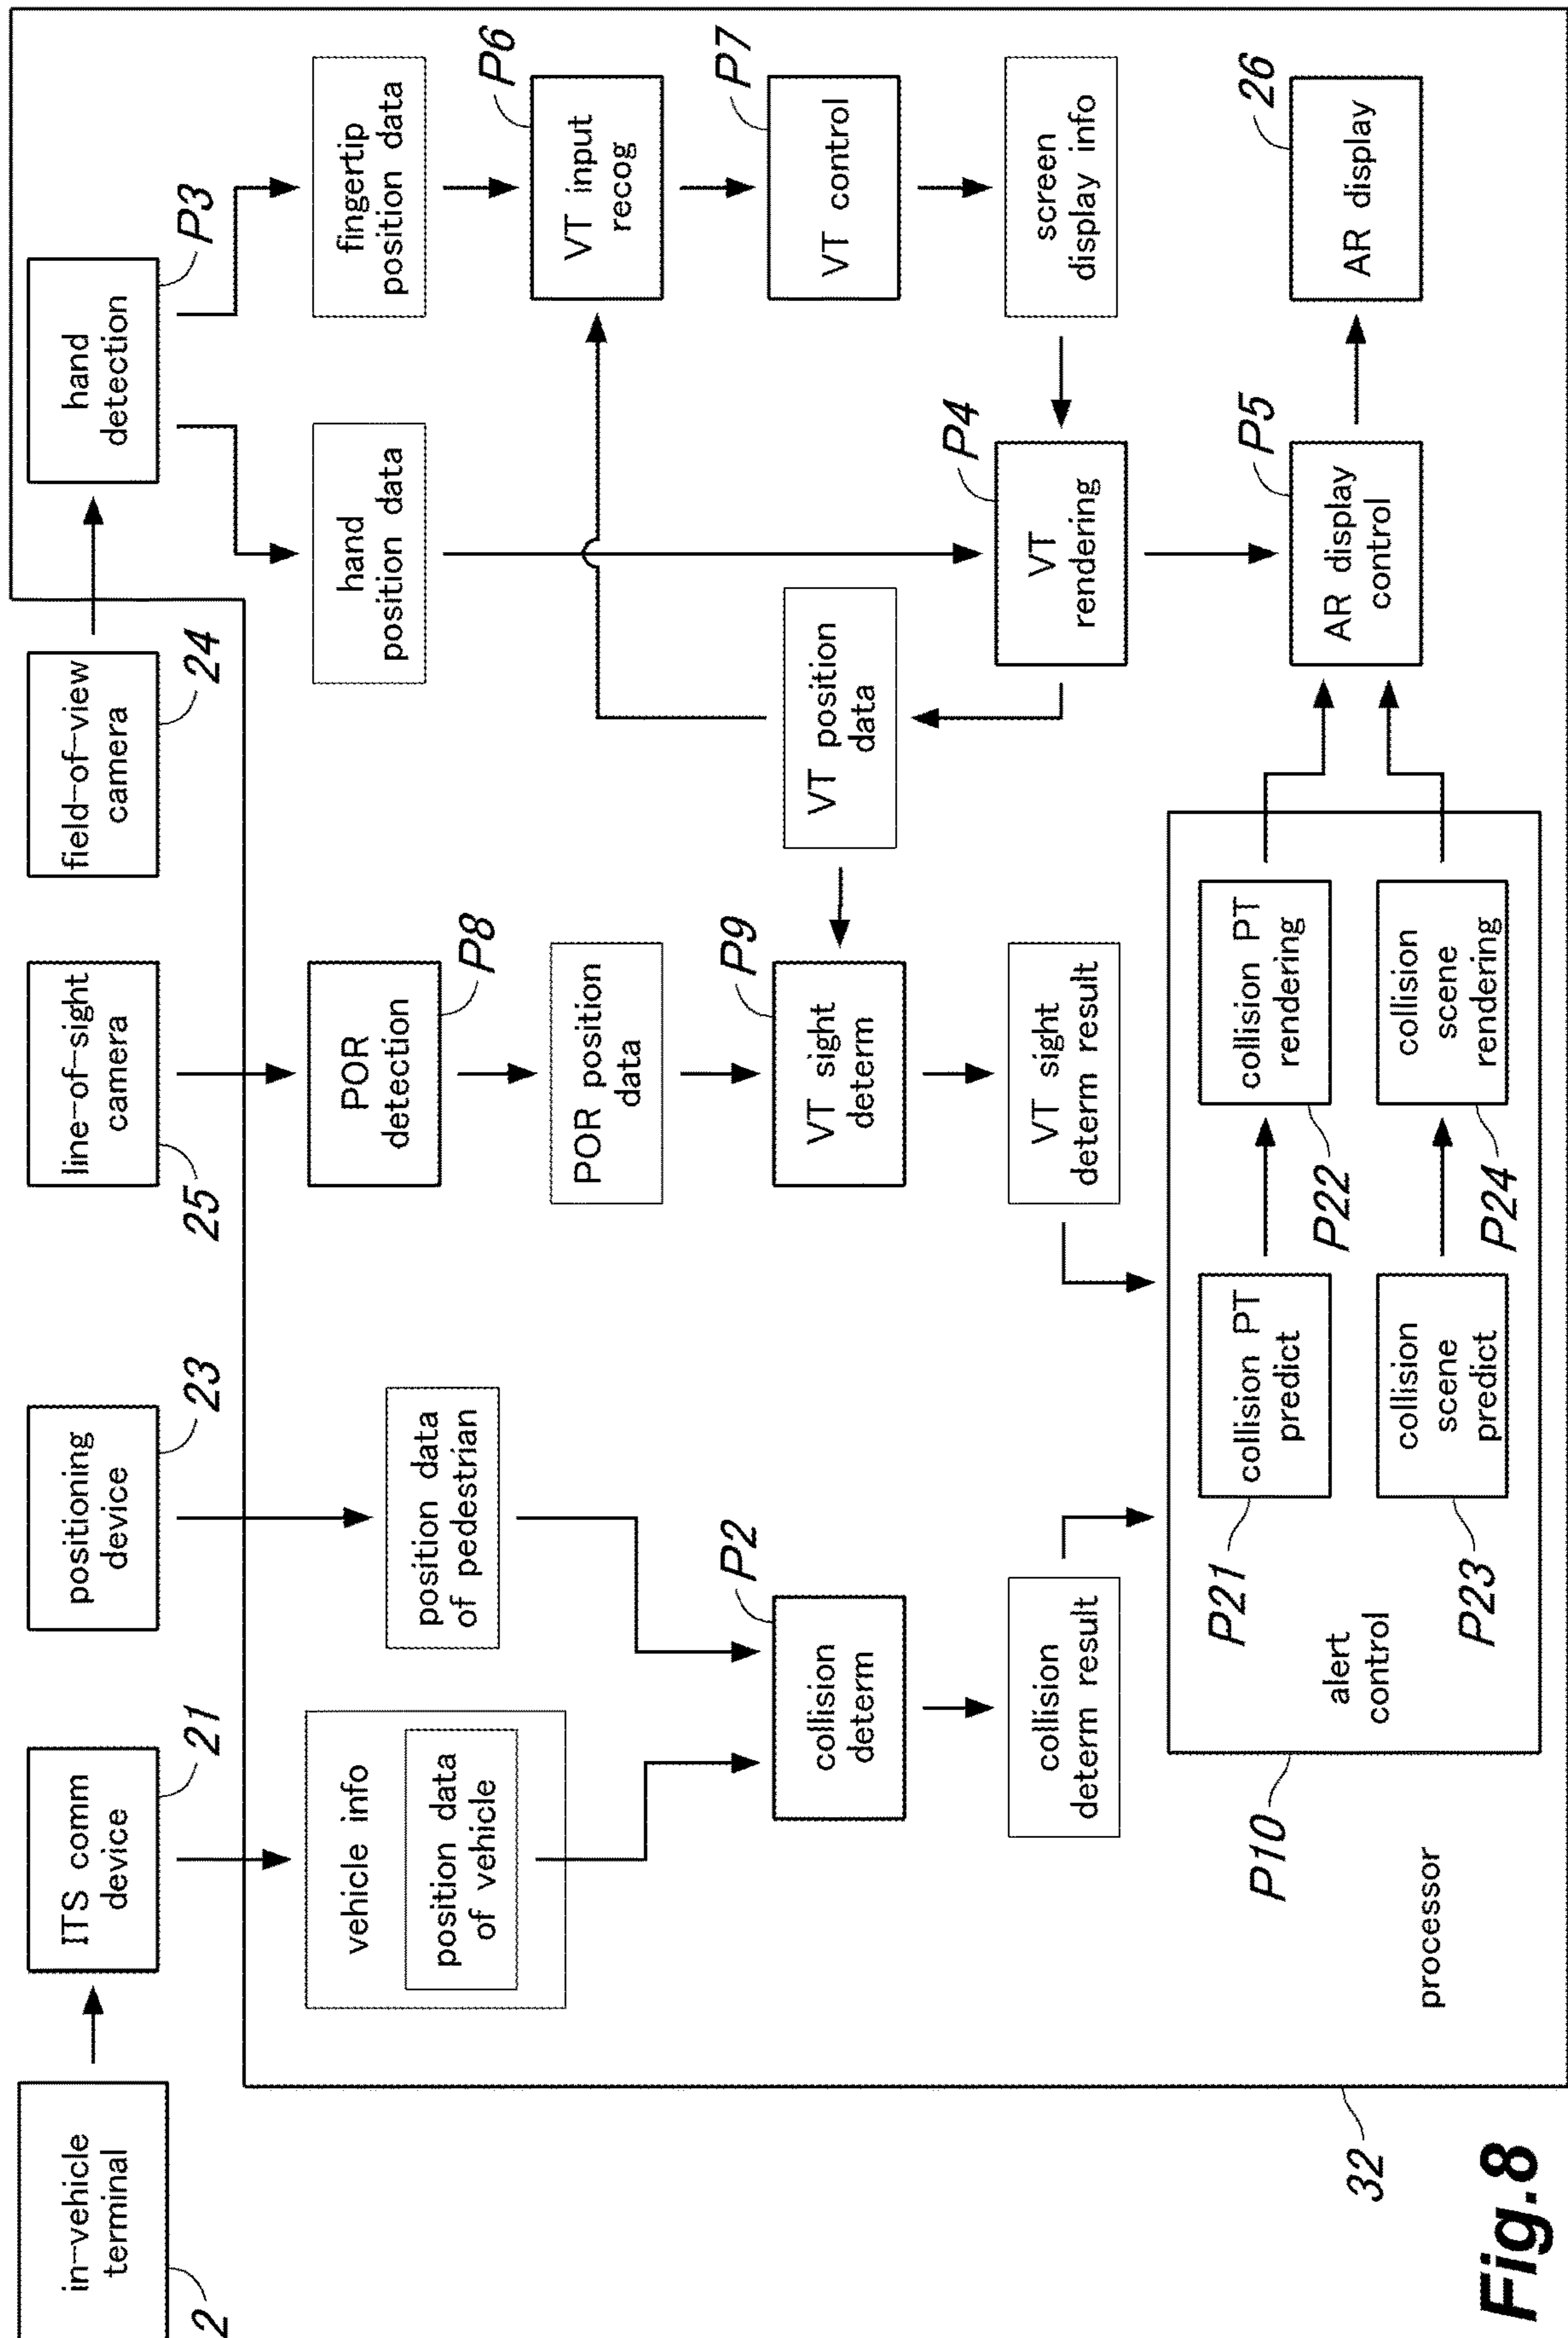 in-vehicle
terminal
2
ITS comm
device
21
positioning
device
23
line-of-sight
camera
25
field-of-view
camera
24
hand
detection
P3
vehicle info
position data
of vehicle
position data
of pedestrian
POR
detection
P8
hand
position data
fingertip
position data
POR position
data
VT input
recog
P6
collision
determ
P2
VT sight
determ
P9
VT position
data
VT control
P7
collision
determ result
VT sight
determ result
VT
rendering
P4
screen
display info
alert
control
P10
collision PT
predict
P21
collision PT
rendering
P22
collision
scene
predict
P23
collision
scene
rendering
P24
AR display
control
P5
AR display
26
processor
32
Fig.8